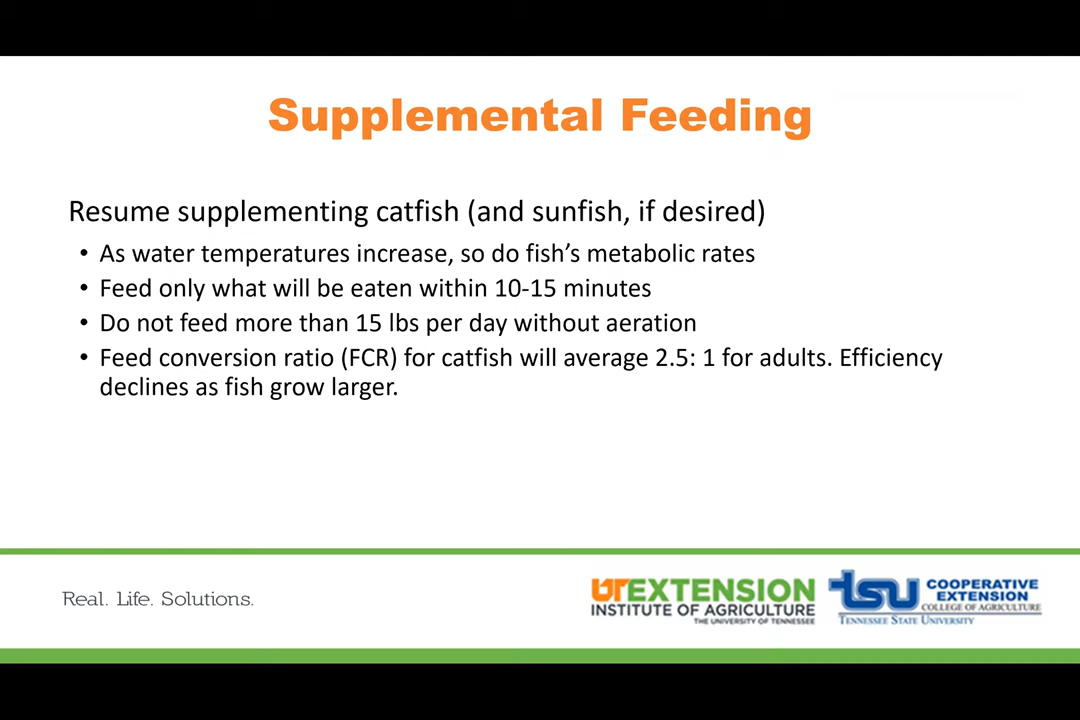 Supplemental Feeding
Resume supplementing catfish (and sunfish, if desired)
• As water temperatures increase, so do fish's metabolic rates
• Feed only what will be eaten within 10-15 minutes
• Do not feed more than 15 lbs per day without aeration
• Feed conversion ratio (FCR) for catfish will average 2.5: 1 for adults. Efficiency
declines as fish grow larger.
Real. Life. Solutions.
UTEXTENSION
INSTITUTE OF AGRICULTURE
THE UNIVERSITY OF TENNESSEE
tsu
COOPERATIVE
EXTENSION
COLLEGE OF AGRICULTURE
TENNESSEE STATE UNIVERSITY